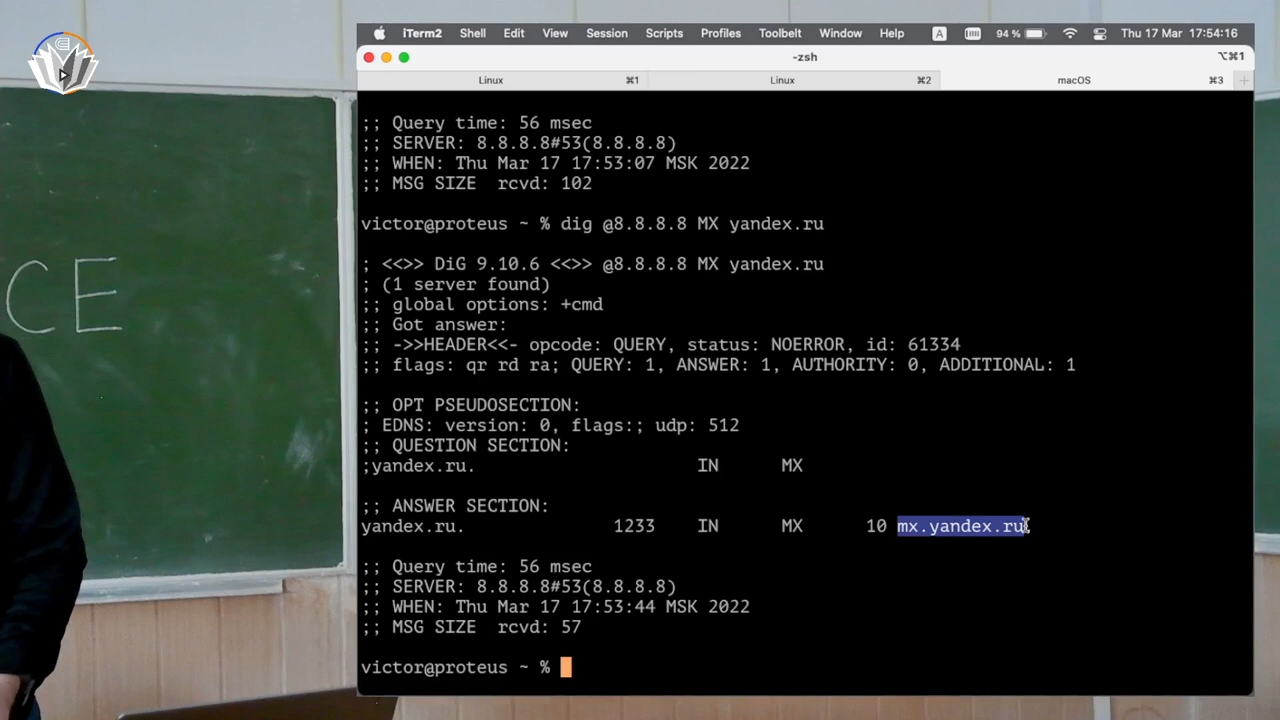 iTerm2 Shell Edit View Session Scripts Profiles Toolbelt Window Help A 94 % Thu 17 Mar 17:54:16
-zsh ⌥⌘1
Linux ⌘1 Linux ⌘2 macOS ⌘3 +
;; Query time: 56 msec
;; SERVER: 8.8.8.8#53(8.8.8.8)
;; WHEN: Thu Mar 17 17:53:07 MSK 2022
;; MSG SIZE rcvd: 102
victor@proteus ~ % dig @8.8.8.8 MX yandex.ru
; <<>> DiG 9.10.6 <<>> @8.8.8.8 MX yandex.ru
; (1 server found)
;; global options: +cmd
;; Got answer:
;; ->>HEADER<<- opcode: QUERY, status: NOERROR, id: 61334
;; flags: qr rd ra; QUERY: 1, ANSWER: 1, AUTHORITY: 0, ADDITIONAL: 1
;; OPT PSEUDOSECTION:
; EDNS: version: 0, flags:; udp: 512
;; QUESTION SECTION:
;yandex.ru. IN MX
;; ANSWER SECTION:
yandex.ru. 1233 IN MX 10 mx.yandex.ru.
;; Query time: 56 msec
;; SERVER: 8.8.8.8#53(8.8.8.8)
;; WHEN: Thu Mar 17 17:53:44 MSK 2022
;; MSG SIZE rcvd: 57
victor@proteus ~ %
CE